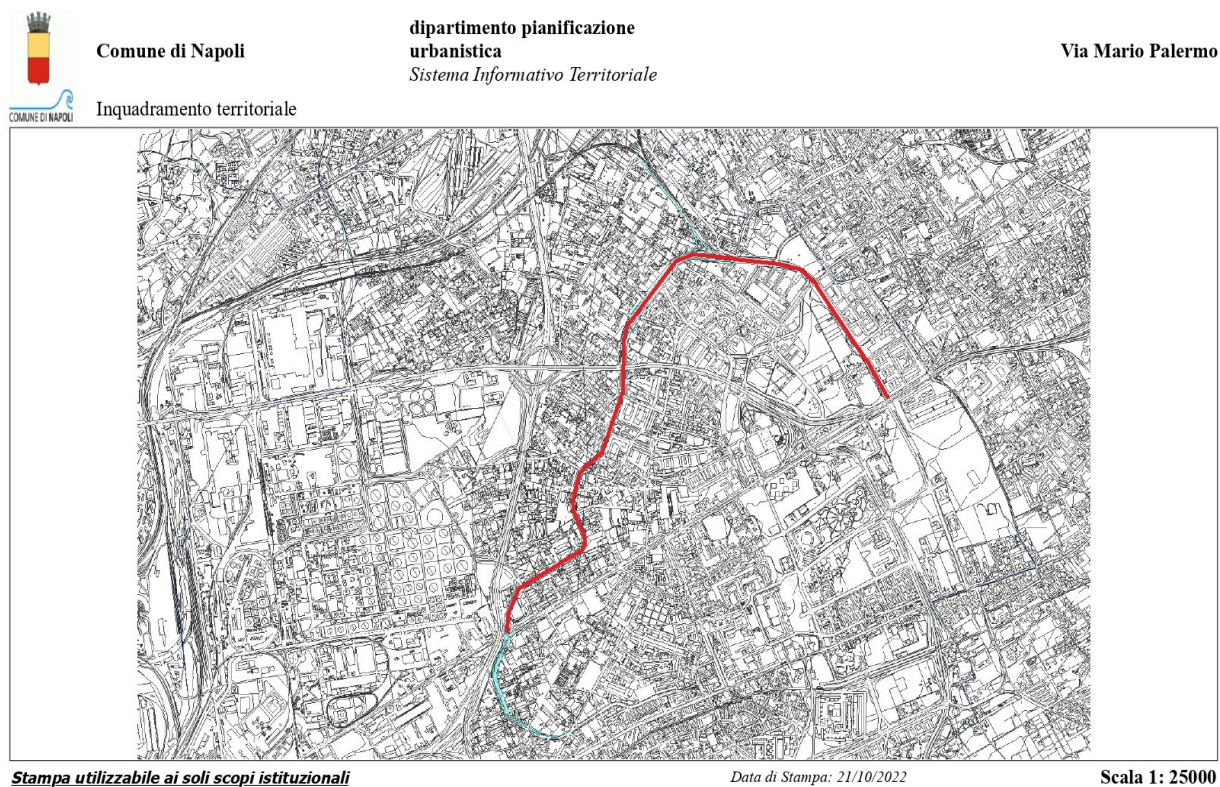 COMUNE DI NAPOLI
Comune di Napoli
Inquadramento territoriale
dipartimento pianificazione
urbanistica
Sistema Informativo Territoriale
Via Mario Palermo
Stampa utilizzabile ai soli scopi istituzionali
Data di Stampa: 21/10/2022
Scala 1: 25000